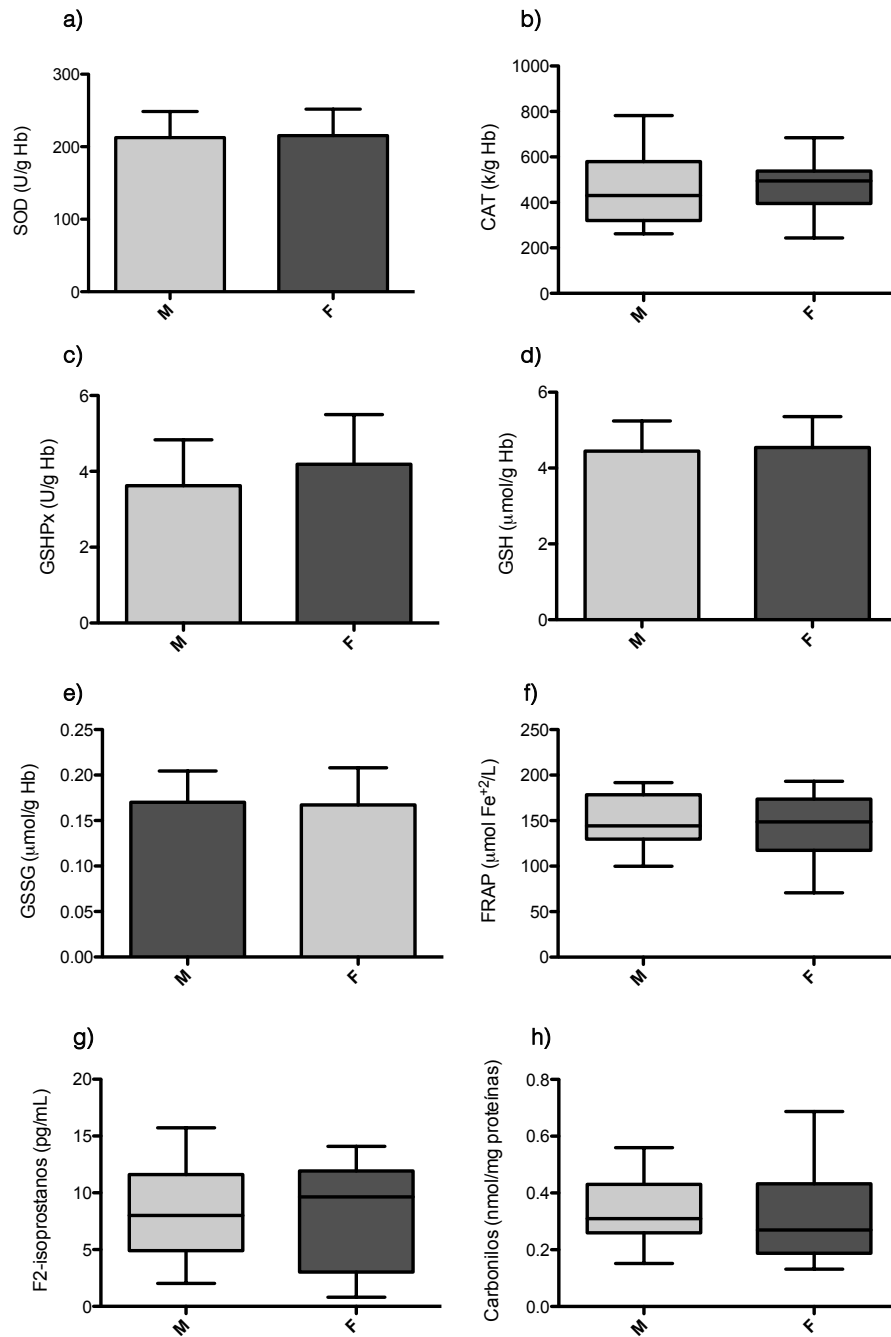 a)
SOD (U/g Hb)
300
200
100
0
M
F
b)
CAT (k/g Hb)
1000
800
600
400
200
0
M
F
c)
GSHPx (U/g Hb)
6
4
2
0
M
F
d)
GSH (μmol/g Hb)
6
4
2
0
M
F
e)
GSSG (μmol/g Hb)
0.25
0.20
0.15
0.10
0.05
0.00
M
F
f)
FRAP (μmol Fe⁺²/L)
250
200
150
100
50
0
M
F
g)
F2-isoprostanos (pg/mL)
20
15
10
5
0
M
F
h)
Carbonilos (nmol/mg proteínas)
0.8
0.6
0.4
0.2
0.0
M
F